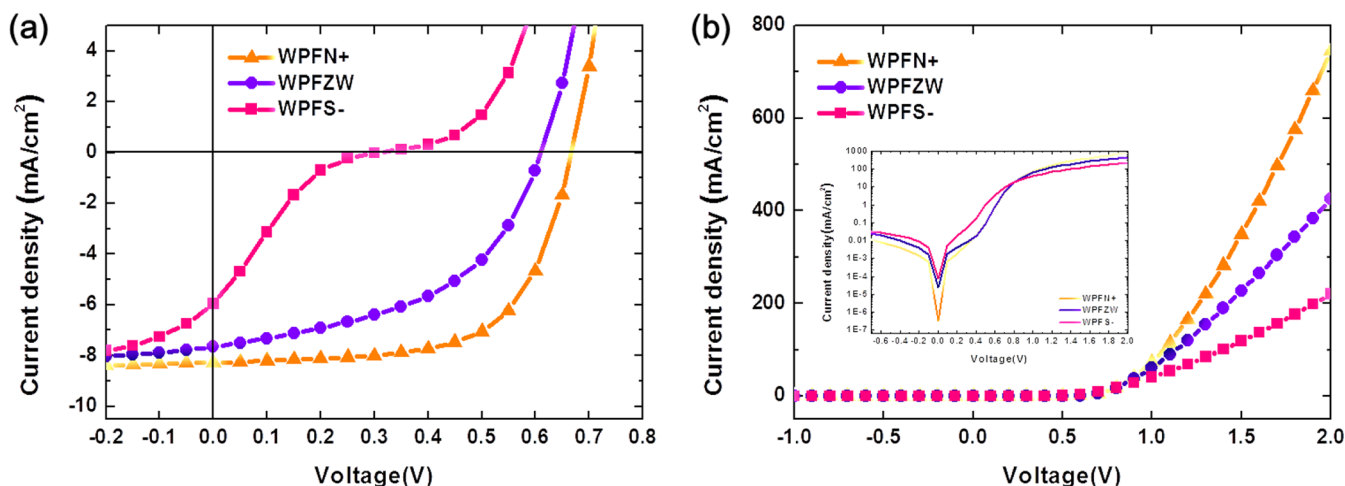 (a)
Current density (mA/cm²)
4
2
0
-2
-4
-6
-8
-10
WPFN+
WPFZW
WPFS-
-0.2 -0.1 0.0 0.1 0.2 0.3 0.4 0.5 0.6 0.7 0.8
Voltage(V)
(b)
Current density (mA/cm²)
800
600
400
200
0
WPFN+
WPFZW
WPFS-
Current density(mA/cm²)
1000
100
10
1
0.1
0.01
1E-3
1E-4
1E-5
1E-6
1E-7
WPFN+
WPFZW
WPFS-
-0.6 -0.4 -0.2 0.0 0.2 0.4 0.6 0.8 1.0 1.2 1.4 1.6 1.8 2.0
Voltage(V)
-1.0 -0.5 0.0 0.5 1.0 1.5 2.0
Voltage(V)